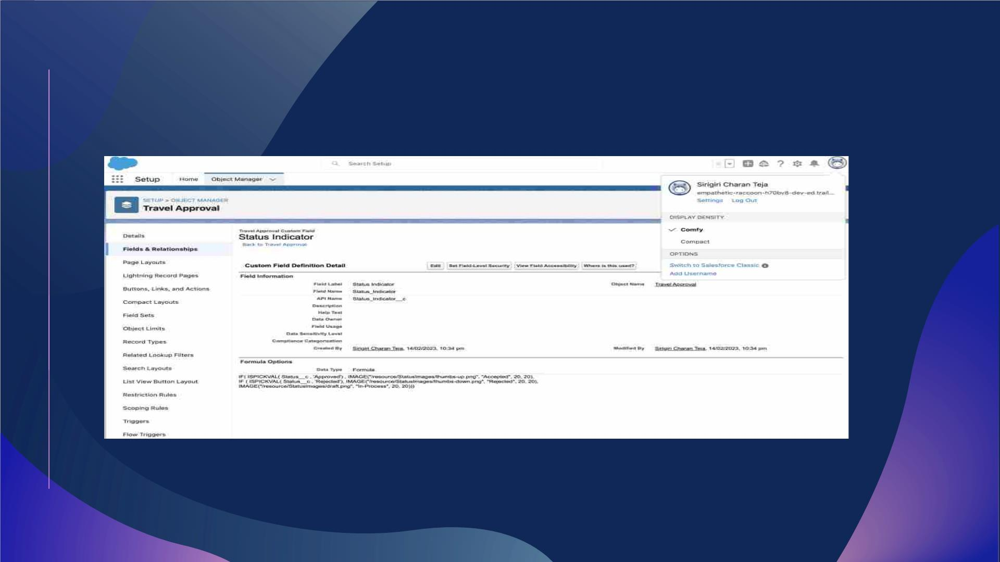 Search Setup
Setup
Home
Object Manager
SETUP > OBJECT MANAGER
Travel Approval
Sirigiri Charan Teja
empathetic-raccoon-h70bv8-dev-ed.trail...
Settings Log Out
DISPLAY DENSITY
Comfy
Compact
OPTIONS
Switch to Salesforce Classic
Add Username
Details
Fields & Relationships
Page Layouts
Lightning Record Pages
Buttons, Links, and Actions
Compact Layouts
Field Sets
Object Limits
Record Types
Related Lookup Filters
Search Layouts
List View Button Layout
Restriction Rules
Scoping Rules
Triggers
Flow Triggers
Travel Approval Custom Field
Status Indicator
Back to Travel Approval
Custom Field Definition Detail
Edit
Set Field-Level Security
View Field Accessibility
Where is this used?
Field Information
Field Label Status Indicator
Object Name Travel Approval
Field Name Status_Indicator
API Name Status_Indicator__c
Description
Help Text
Data Owner
Field Usage
Data Sensitivity Level
Compliance Categorization
Created By Sirigiri Charan Teja, 14/02/2023, 10:34 pm
Modified By Sirigiri Charan Teja, 14/02/2023, 10:34 pm
Formula Options
Data Type Formula
IF( ISPICKVAL( Status__c , 'Approved') , IMAGE("/resource/StatusImages/thumbs-up.png", "Accepted", 20, 20),
IF ( ISPICKVAL( Status__c , 'Rejected'), IMAGE("/resource/StatusImages/thumbs-down.png", "Rejected", 20, 20),
IMAGE("/resource/StatusImages/draft.png", "In-Process", 20, 20)))